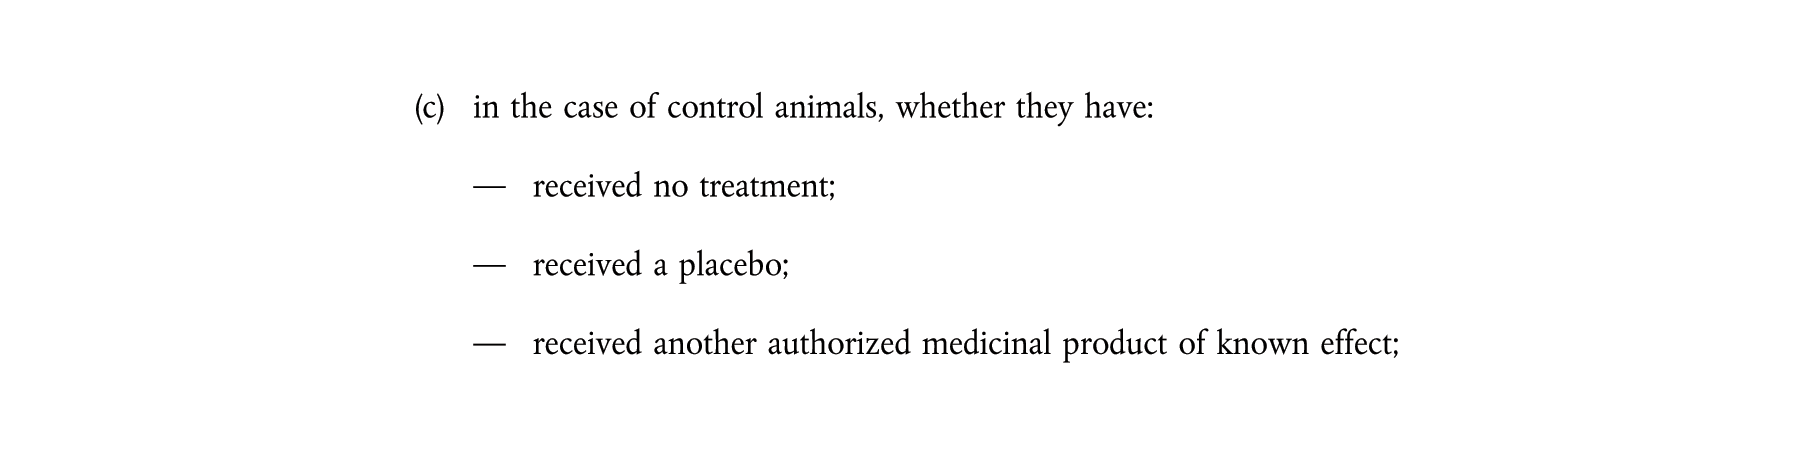 (c) in the case of control animals, whether they have:
— received no treatment;
— received a placebo;
— received another authorized medicinal product of known effect;